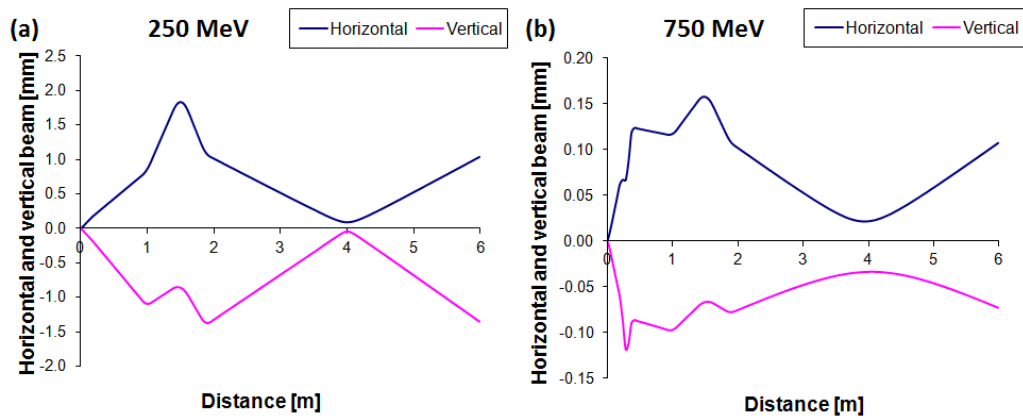 (a) 250 MeV
Horizontal Vertical
Horizontal and vertical beam [mm]
2.5
2.0
1.5
1.0
0.5
0.0
-0.5
-1.0
-1.5
-2.0
0 1 2 3 4 5 6
Distance [m]
(b) 750 MeV
Horizontal Vertical
Horizontal and vertical beam [mm]
0.20
0.15
0.10
0.05
0.00
-0.05
-0.10
-0.15
0 1 2 3 4 5 6
Distance [m]